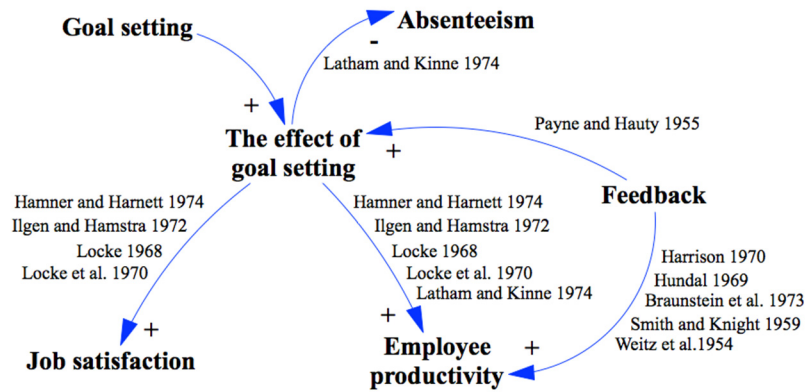 Goal setting
Absenteeism
-
Latham and Kinne 1974
+
The effect of
goal setting
+
Payne and Hauty 1955
Feedback
Hamner and Harnett 1974
Ilgen and Hamstra 1972
Locke 1968
Locke et al. 1970
+
Job satisfaction
Hamner and Harnett 1974
Ilgen and Hamstra 1972
Locke 1968
Locke et al. 1970
Latham and Kinne 1974
+
Employee
productivity
Harrison 1970
Hundal 1969
Braunstein et al. 1973
Smith and Knight 1959
Weitz et al.1954
+